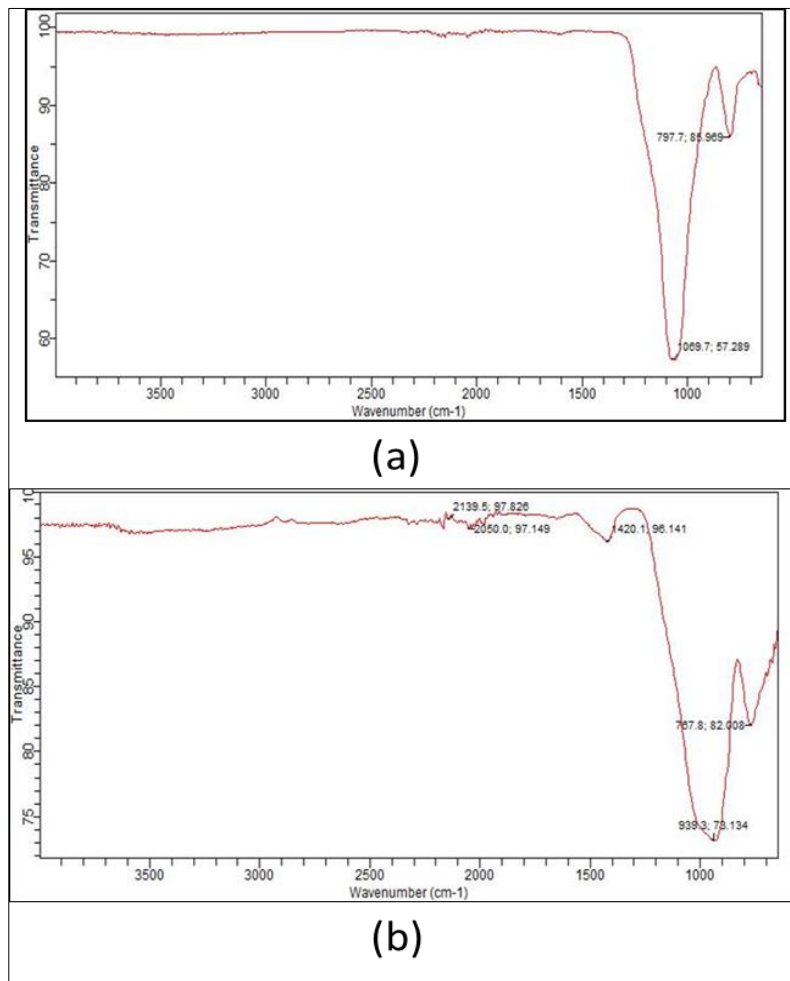 100
90
80
70
60
Transmittance
797.7; 85.969
1069.7; 57.289
3500 3000 2500 2000 1500 1000
Wavenumber (cm-1)
(a)
10
95
90
85
80
75
Transmittance
2139.5; 97.826
2050.0; 97.149
1420.1; 96.141
767.8; 82.008
939.3; 73.134
3500 3000 2500 2000 1500 1000
Wavenumber (cm-1)
(b)